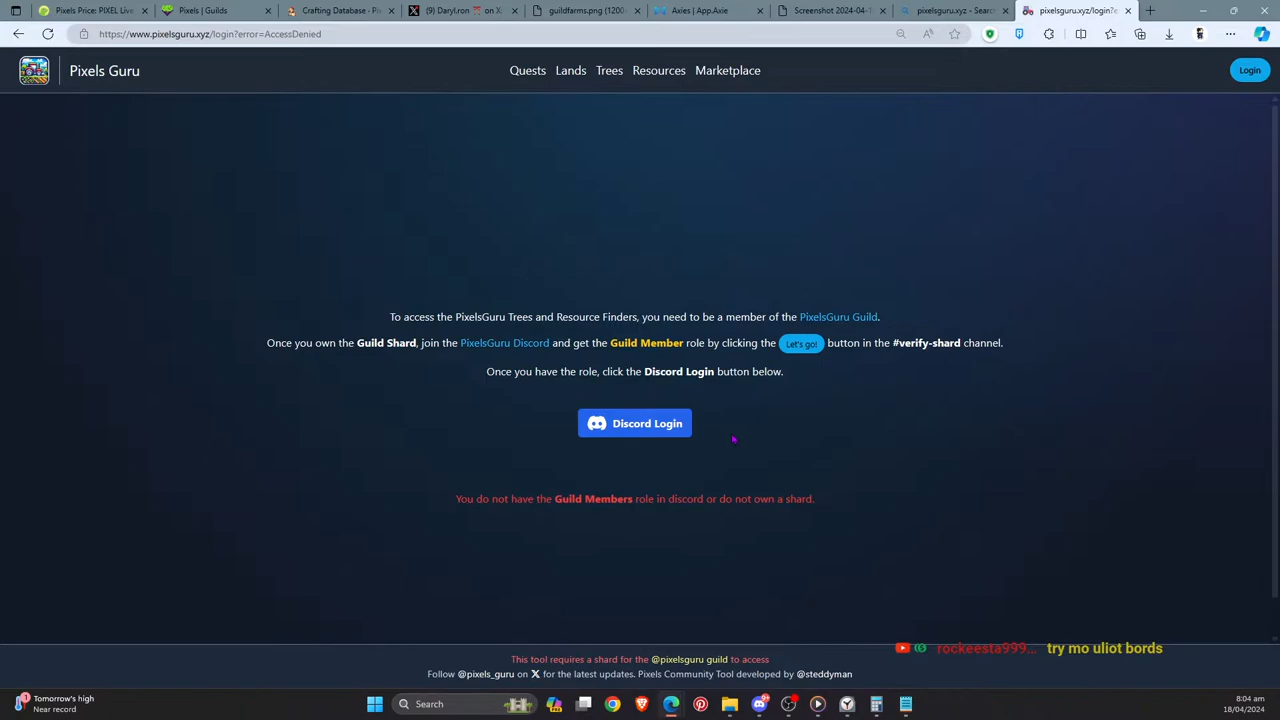 Pixels Price: PIXEL Live
Pixels | Guilds
Crafting Database - Pi
(9) Daryl.ron
on X:
guildfarms.png (1200×
Axies | App.Axie
Screenshot 2024-04-1
pixelsguru.xyz - Search
pixelsguru.xyz/login?e
https://www.pixelsguru.xyz/login?error=AccessDenied
Pixels Guru
Quests Lands Trees Resources Marketplace
Login
To access the PixelsGuru Trees and Resource Finders, you need to be a member of the PixelsGuru Guild.
Once you own the Guild Shard, join the PixelsGuru Discord and get the Guild Member role by clicking the Let's go! button in the #verify-shard channel.
Once you have the role, click the Discord Login button below.
Discord Login
You do not have the Guild Members role in discord or do not own a shard.
rockeesta999... try mo uliot bords
This tool requires a shard for the @pixelsguru guild to access
Follow @pixels_guru on X for the latest updates. Pixels Community Tool developed by @steddyman
1
Tomorrow's high
Near record
Search
9+
8:04 am
18/04/2024